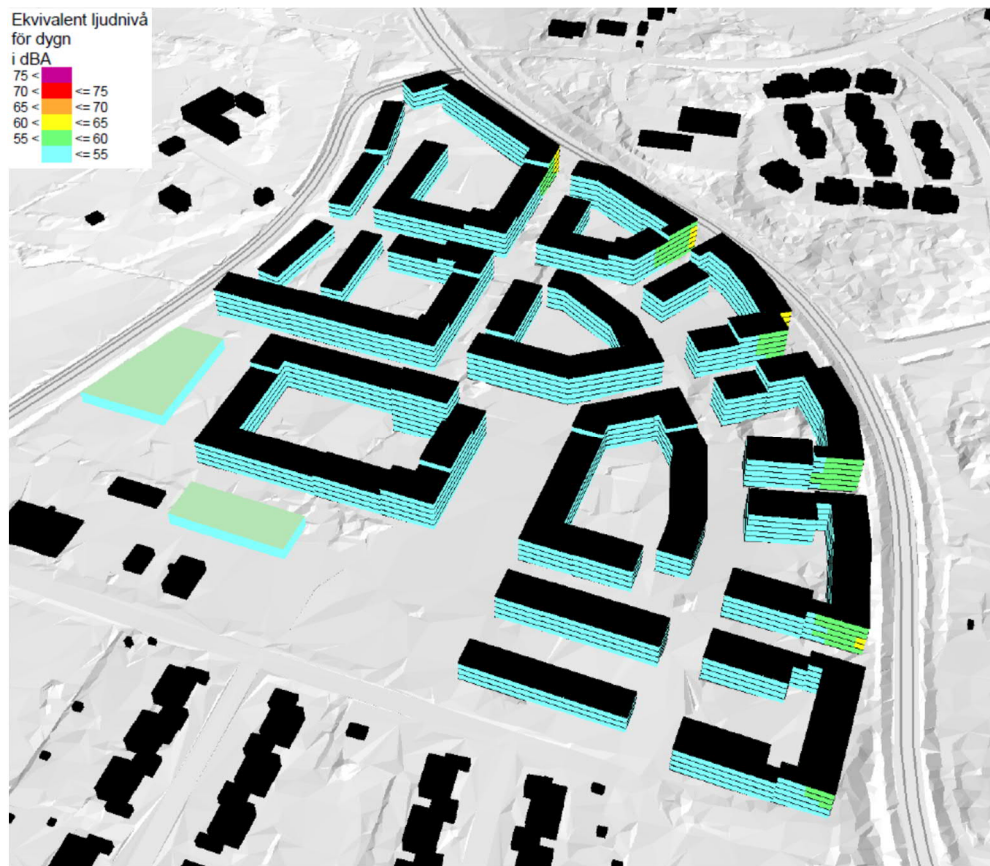 Ekvivalent ljudnivå
för dygn
i dBA
75 <
70 < <= 75
65 < <= 70
60 < <= 65
55 < <= 60
<= 55